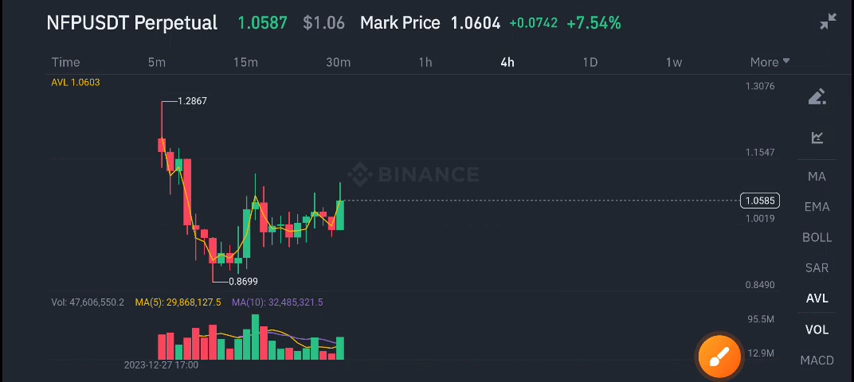 NFPUSDT Perpetual 1.0587 $1.06 Mark Price 1.0604 +0.0742 +7.54%
Time 5m 15m 30m 1h 4h 1D 1w More
AVL 1.0603
1.3076
1.2867
1.1547
BINANCE
MA
1.0585
EMA
1.0019
BOLL
SAR
0.8699
0.8490
AVL
Vol: 47,606,550.2 MA(5): 29,868,127.5 MA(10): 32,485,321.5
95.5M
VOL
12.9M
MACD
2023-12-27 17:00